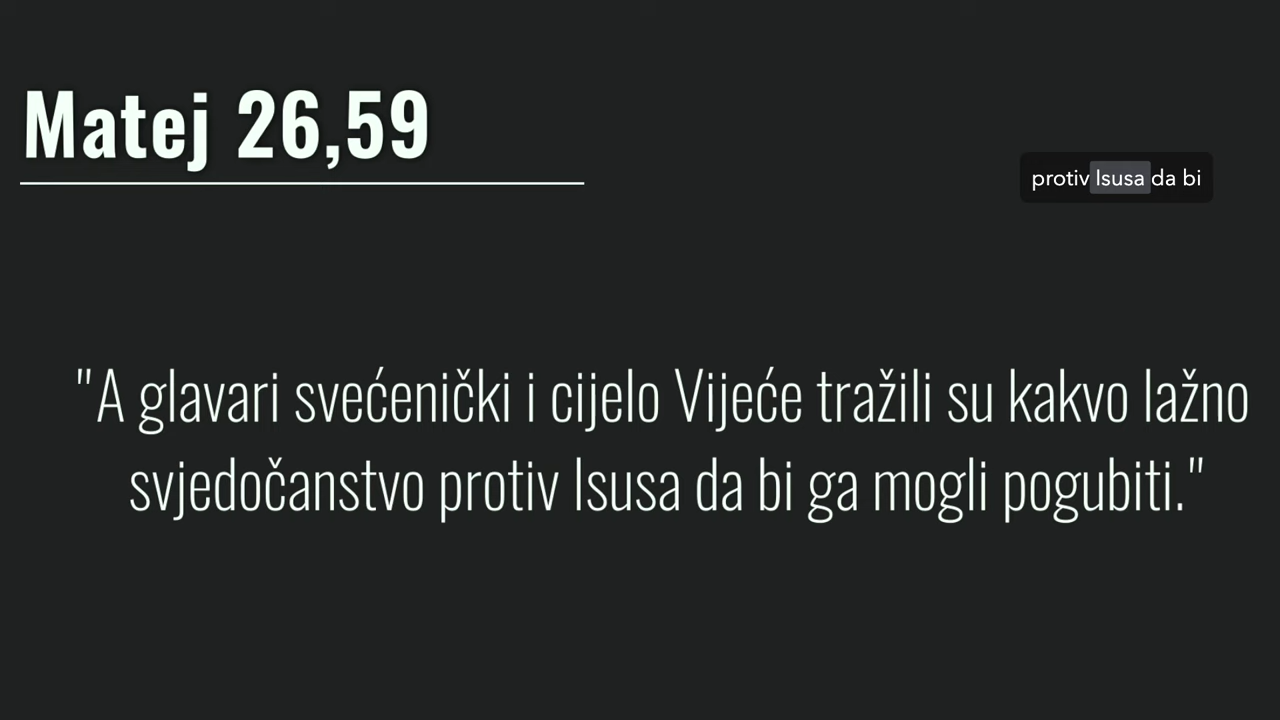 Matej 26,59
protiv Isusa da bi
"A glavari svećenički i cijelo Vijeće tražili su kakvo lažno
svjedočanstvo protiv Isusa da bi ga mogli pogubiti."